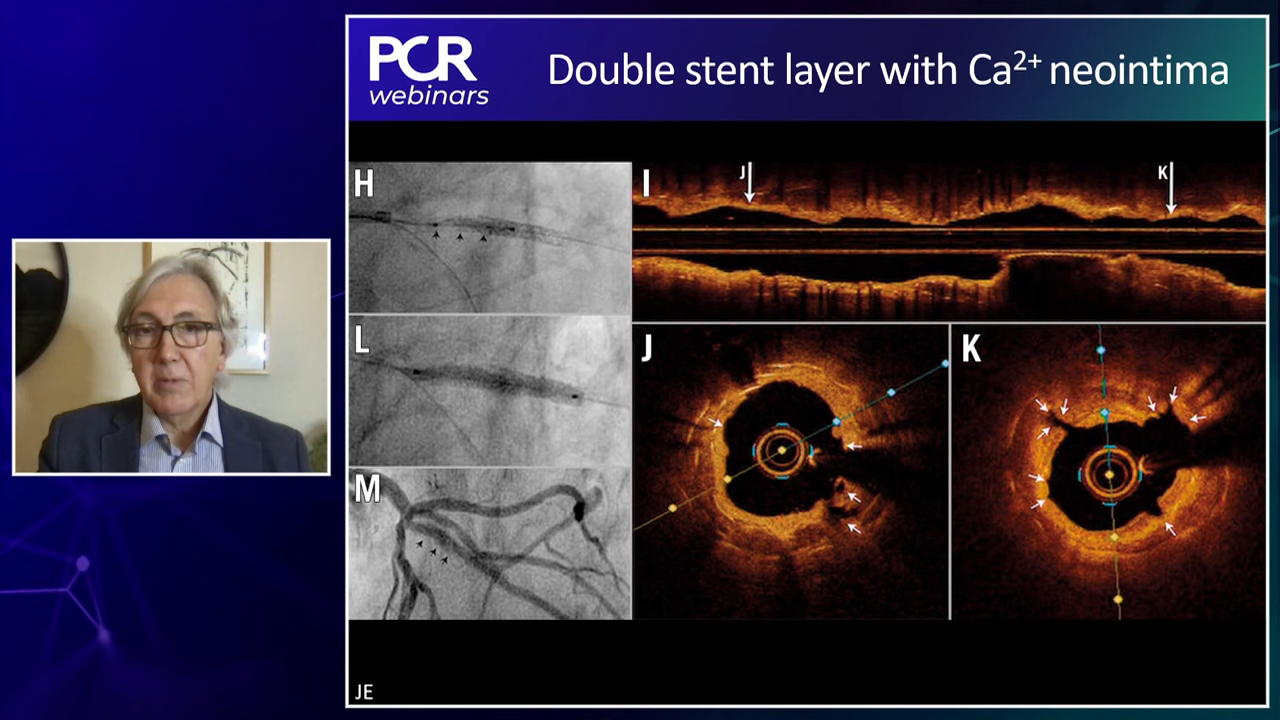 PCR
webinars
Double stent layer with Ca²⁺ neointima
H
I
J
K
L
J
K
M
JE